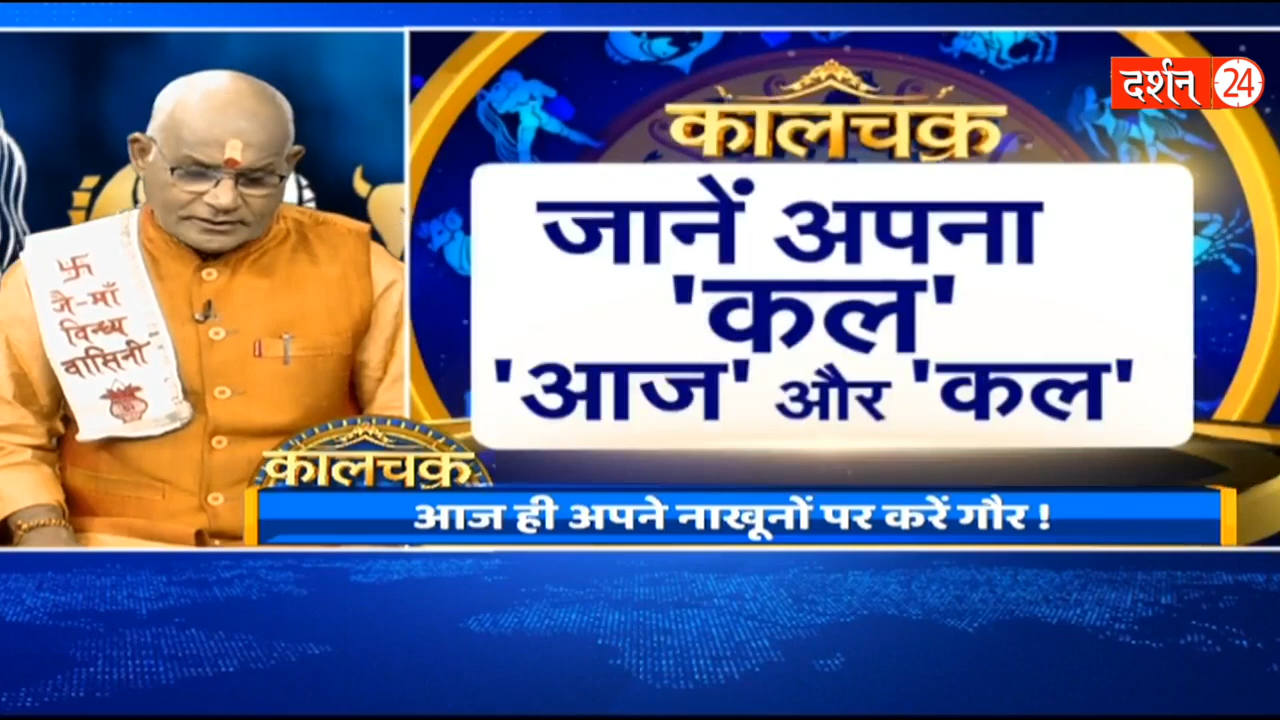 दर्शन 24
कालचक्र
जानें अपना
'कल'
'आज' और 'कल'
जै-माँ
विन्ध्य
वासिनी
कालचक्र
आज ही अपने नाखूनों पर करें गौर !